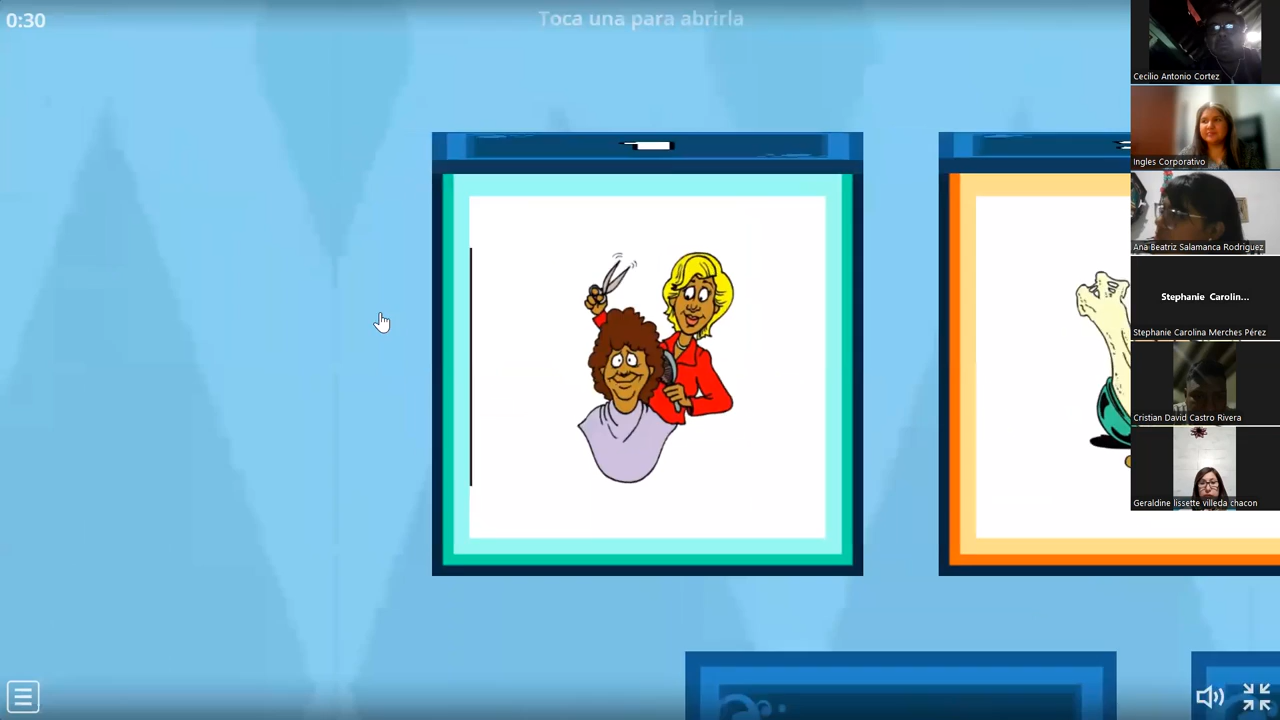 0:30
Toca una para abrirla
Cecilio Antonio Cortez
Ingles Corporativo
Ana Beatriz Salamanca Rodriguez
Stephanie Carolin...
Stephanie Carolina Merches Pérez
Cristian David Castro Rivera
Geraldine lissette villeda chacon